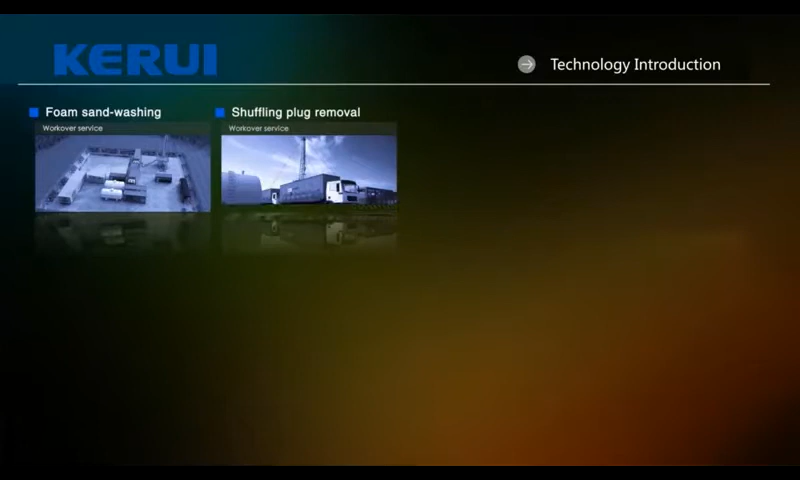 KERUI
Technology Introduction
Foam sand-washing
Shuffling plug removal
Workover service
Workover service